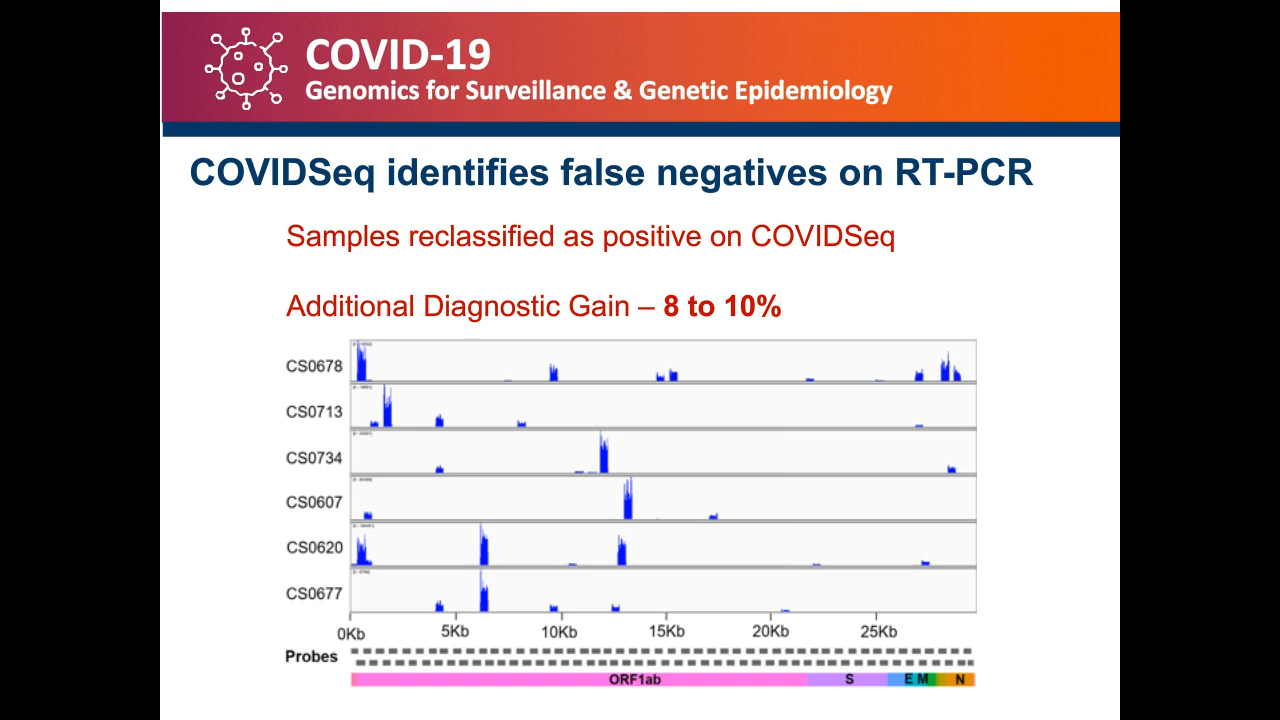 COVID-19
Genomics for Surveillance & Genetic Epidemiology
COVIDSeq identifies false negatives on RT-PCR
Samples reclassified as positive on COVIDSeq
Additional Diagnostic Gain – 8 to 10%
CS0678
CS0713
CS0734
CS0607
CS0620
CS0677
0Kb 5Kb 10Kb 15Kb 20Kb 25Kb
Probes
ORF1ab S E M N